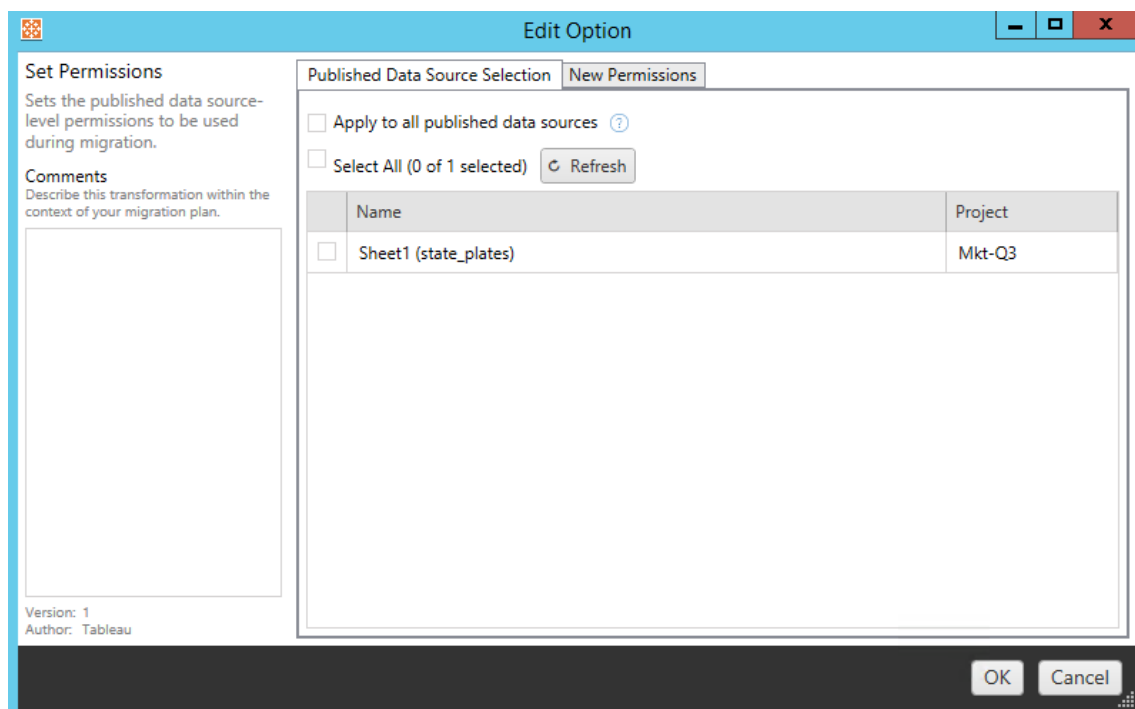 Edit Option
Set Permissions
Sets the published data source-
level permissions to be used
during migration.
Comments
Describe this transformation within the
context of your migration plan.
Version: 1
Author: Tableau
Published Data Source Selection
New Permissions
Apply to all published data sources ?
Select All (0 of 1 selected)
Refresh
Name
Project
Sheet1 (state_plates)
Mkt-Q3
OK
Cancel